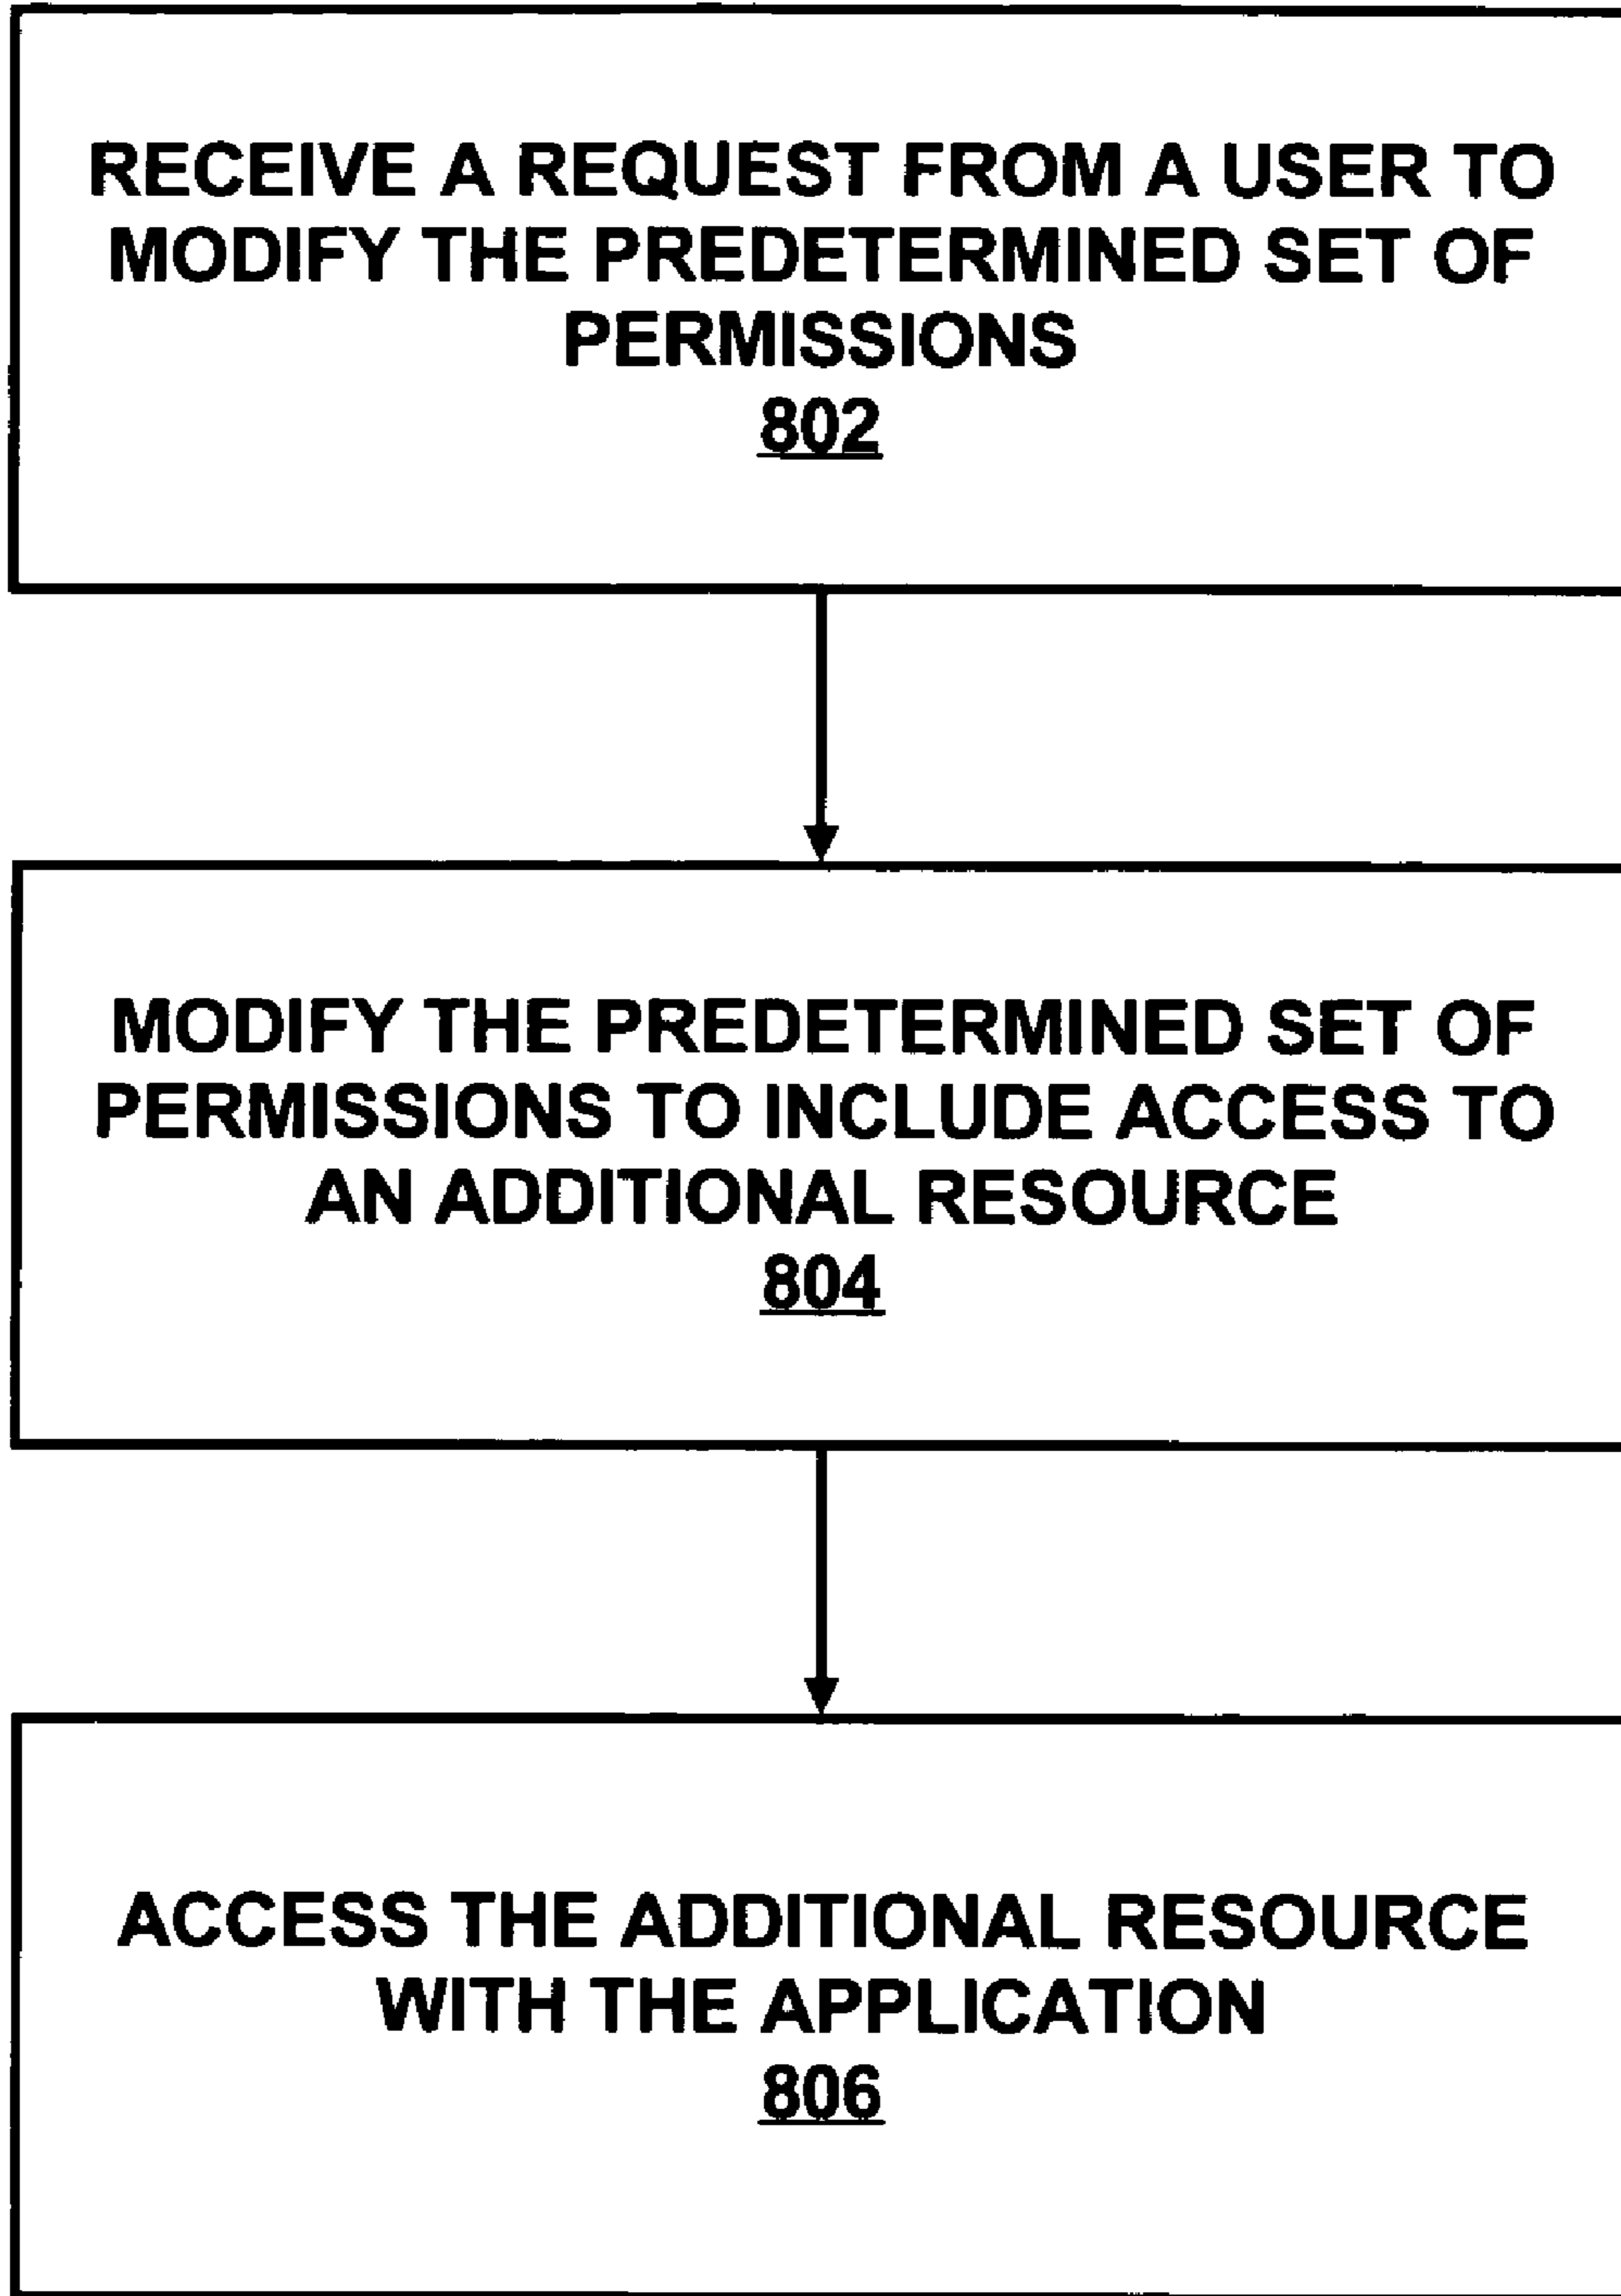 RECEIVE A REQUEST FROM A USER TO
MODIFY THE PREDETERMINED SET OF
PERMISSIONS
802
MODIFY THE PREDETERMINED SET OF
PERMISSIONS TO INCLUDE ACCESS TO
AN ADDITIONAL RESOURCE
804
ACCESS THE ADDITIONAL RESOURCE
WITH THE APPLICATION
806